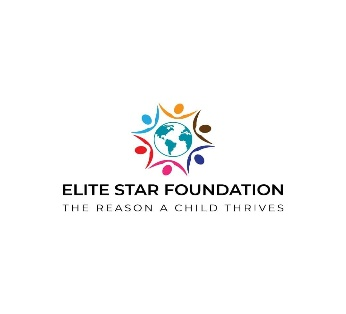 ELITE STAR FOUNDATION
THE REASON A CHILD THRIVES